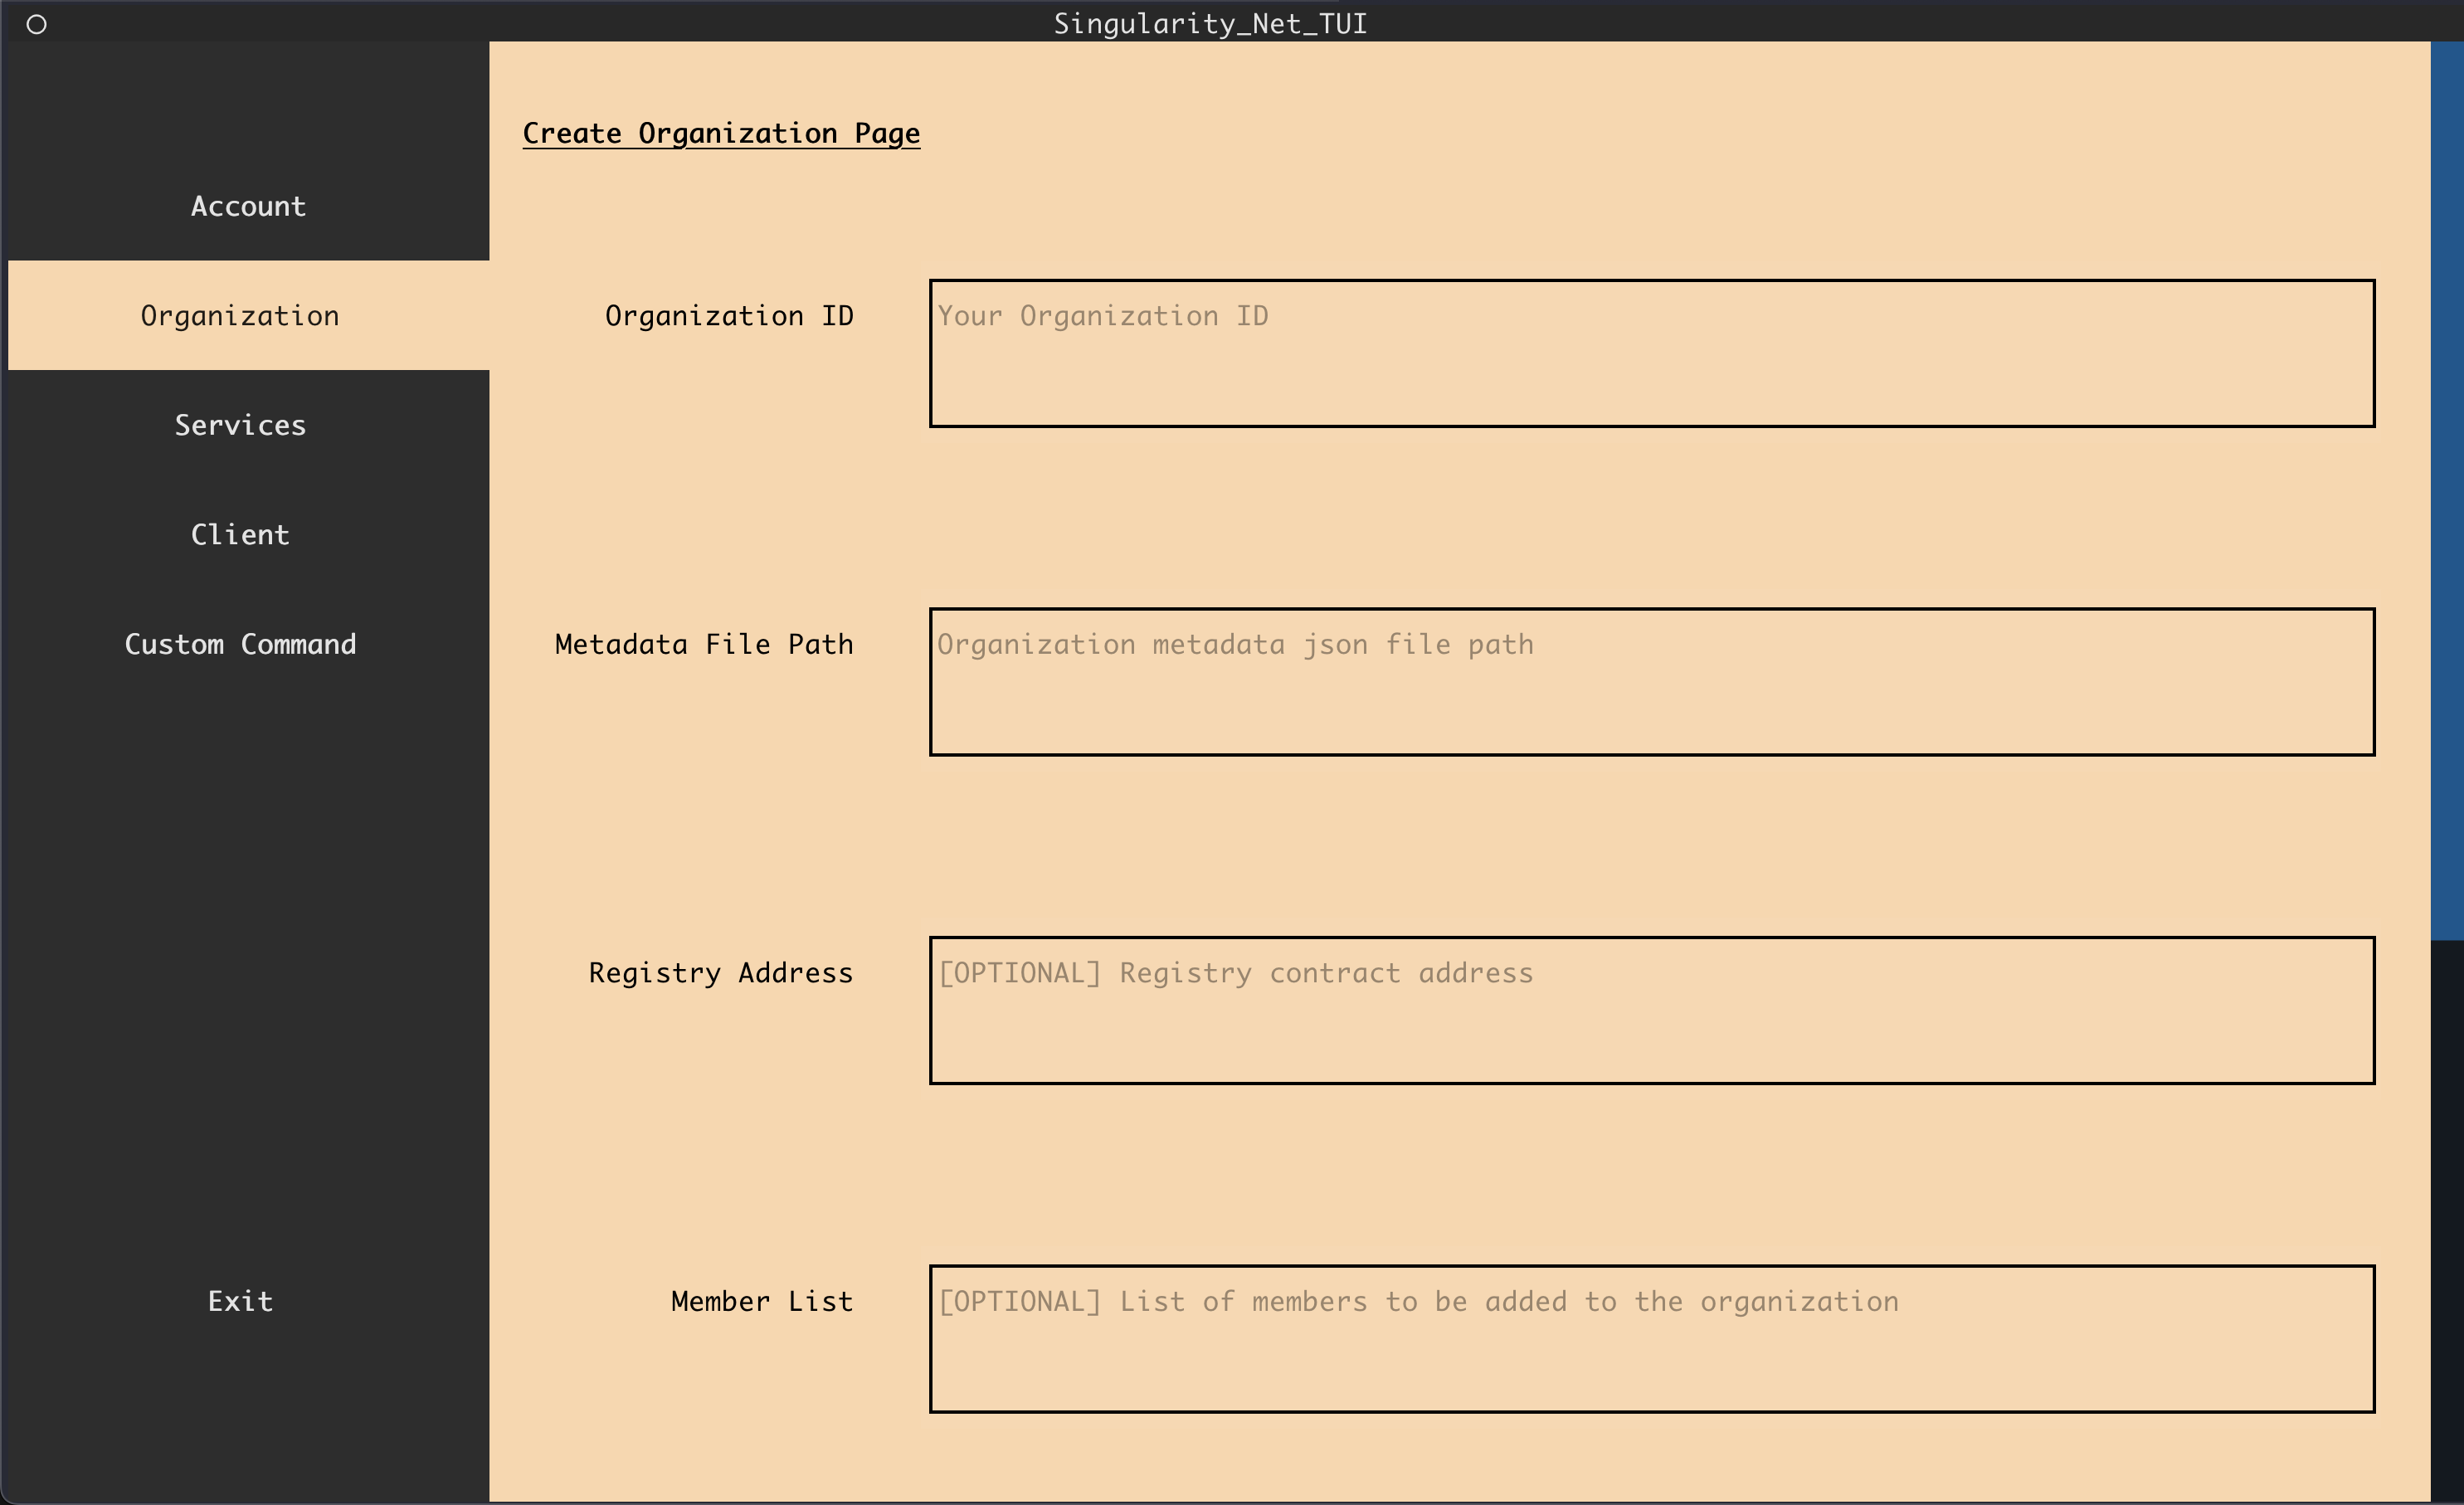 Singularity_Net_TUI
Account
Organization
Services
Client
Custom Command
Exit
Create Organization Page
Organization ID
Your Organization ID
Metadata File Path
Organization metadata json file path
Registry Address
[OPTIONAL] Registry contract address
Member List
[OPTIONAL] List of members to be added to the organization